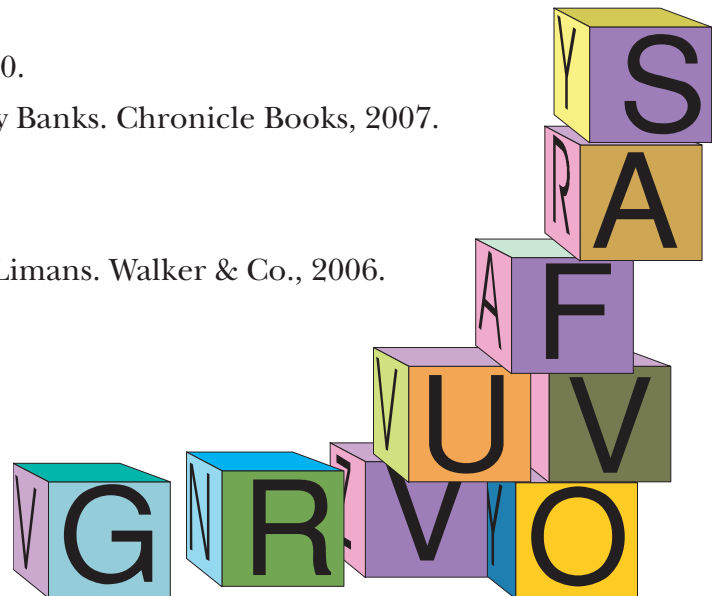 0.
y Banks. Chronicle Books, 2007.
Limans. Walker & Co., 2006.
Y S
R A
A F
V U V
V G N R Z V Y O